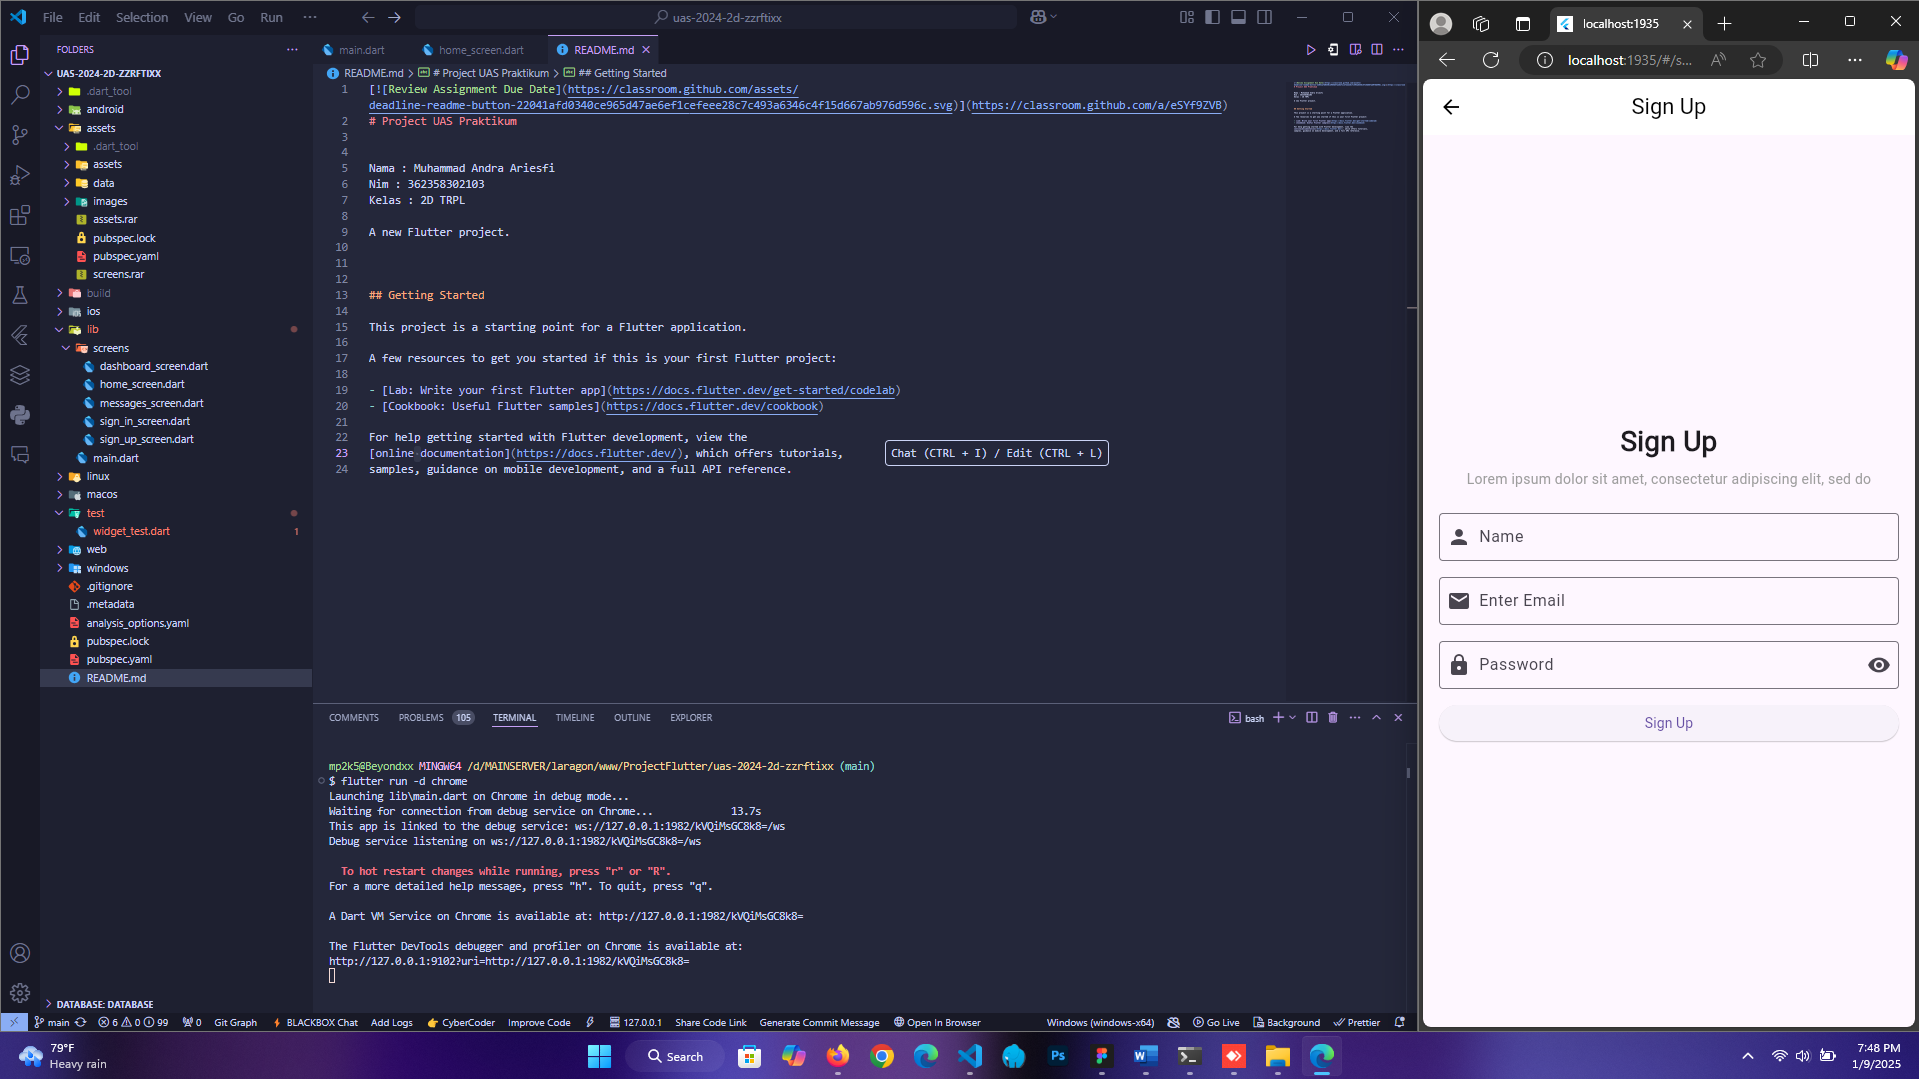 File Edit Selection View Go Run ···
uas-2024-2d-zzrftixx
FOLDERS
UAS-2024-2D-ZZRFTIXX
.dart_tool
android
assets
.dart_tool
assets
data
images
assets.rar
pubspec.lock
pubspec.yaml
screens.rar
build
ios
lib
screens
dashboard_screen.dart
home_screen.dart
messages_screen.dart
sign_in_screen.dart
sign_up_screen.dart
main.dart
linux
macos
test
widget_test.dart 1
web
windows
.gitignore
.metadata
analysis_options.yaml
pubspec.lock
pubspec.yaml
README.md
DATABASE: DATABASE
main.dart home_screen.dart README.md
README.md > # Project UAS Praktikum > ## Getting Started
1 [![Review Assignment Due Date](https://classroom.github.com/assets/
deadline-readme-button-22041afd0340ce965d47ae6ef1cefeee28c7c493a6346c4f15d667ab976d596c.svg)](https://classroom.github.com/a/eSYf9ZVB)
2 # Project UAS Praktikum
3
4
5 Nama : Muhammad Andra Ariesfi
6 Nim : 362358302103
7 Kelas : 2D TRPL
8
9 A new Flutter project.
10
11
12
13 ## Getting Started
14
15 This project is a starting point for a Flutter application.
16
17 A few resources to get you started if this is your first Flutter project:
18
19 - [Lab: Write your first Flutter app](https://docs.flutter.dev/get-started/codelab)
20 - [Cookbook: Useful Flutter samples](https://docs.flutter.dev/cookbook)
21
22 For help getting started with Flutter development, view the
23 [online documentation](https://docs.flutter.dev/), which offers tutorials,
24 samples, guidance on mobile development, and a full API reference.
Chat (CTRL + I) / Edit (CTRL + L)
COMMENTS PROBLEMS 105 TERMINAL TIMELINE OUTLINE EXPLORER
bash
mp2k5@Beyondxx MINGW64 /d/MAINSERVER/laragon/www/ProjectFlutter/uas-2024-2d-zzrftixx (main)
$ flutter run -d chrome
Launching lib\main.dart on Chrome in debug mode...
Waiting for connection from debug service on Chrome... 13.7s
This app is linked to the debug service: ws://127.0.0.1:1982/kVQiMsGC8k8=/ws
Debug service listening on ws://127.0.0.1:1982/kVQiMsGC8k8=/ws
To hot restart changes while running, press "r" or "R".
For a more detailed help message, press "h". To quit, press "q".
A Dart VM Service on Chrome is available at: http://127.0.0.1:1982/kVQiMsGC8k8=
The Flutter DevTools debugger and profiler on Chrome is available at:
http://127.0.0.1:9102?uri=http://127.0.0.1:1982/kVQiMsGC8k8=
main 6 0 99 0 Git Graph BLACKBOX Chat Add Logs CyberCoder Improve Code 127.0.0.1 Share Code Link Generate Commit Message Open In Browser Windows (windows-x64) Go Live Background Prettier
localhost:1935
localhost:1935/#/s...
Sign Up
Sign Up
Lorem ipsum dolor sit amet, consectetur adipiscing elit, sed do
Name
Enter Email
Password
Sign Up
79°F
Heavy rain
Search
Ps
7:48 PM
1/9/2025